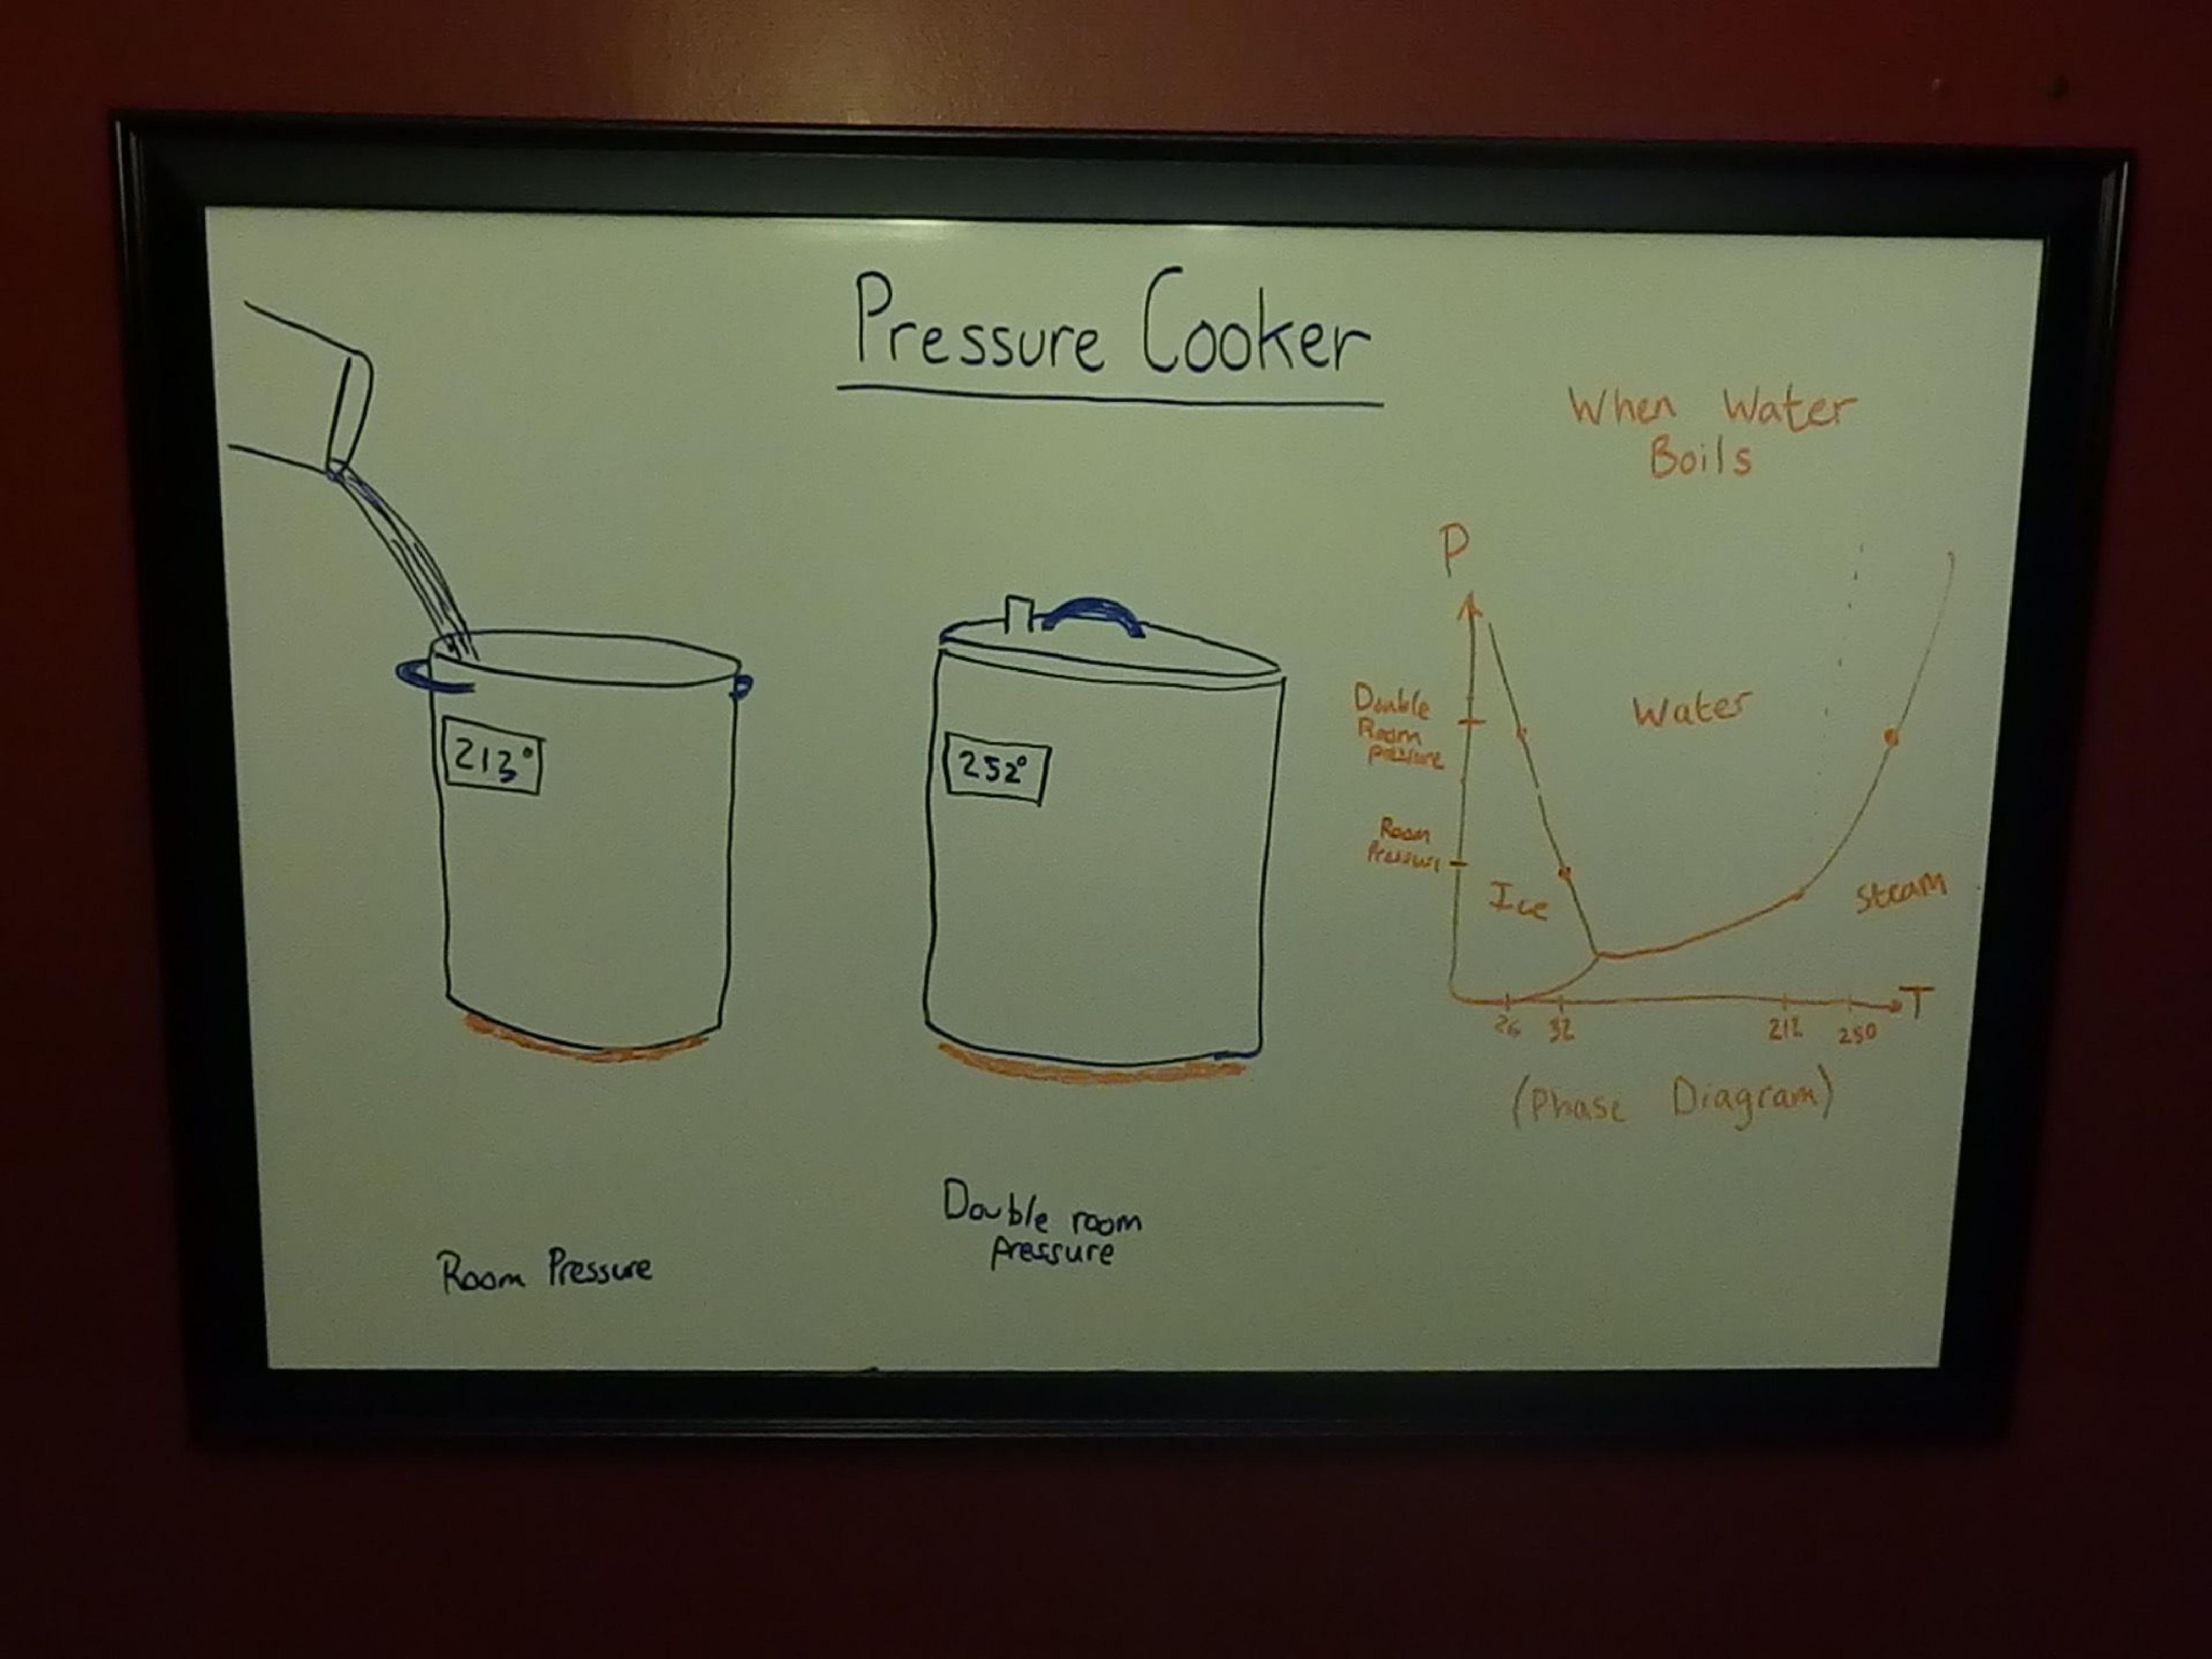 Pressure Cooker
When Water
Boils
P
Double
Room
pressure
Water
Room
Pressure
Ice
Steam
T
26 32 212 250
(Phase Diagram)
213°
252°
Room Pressure
Double room
pressure